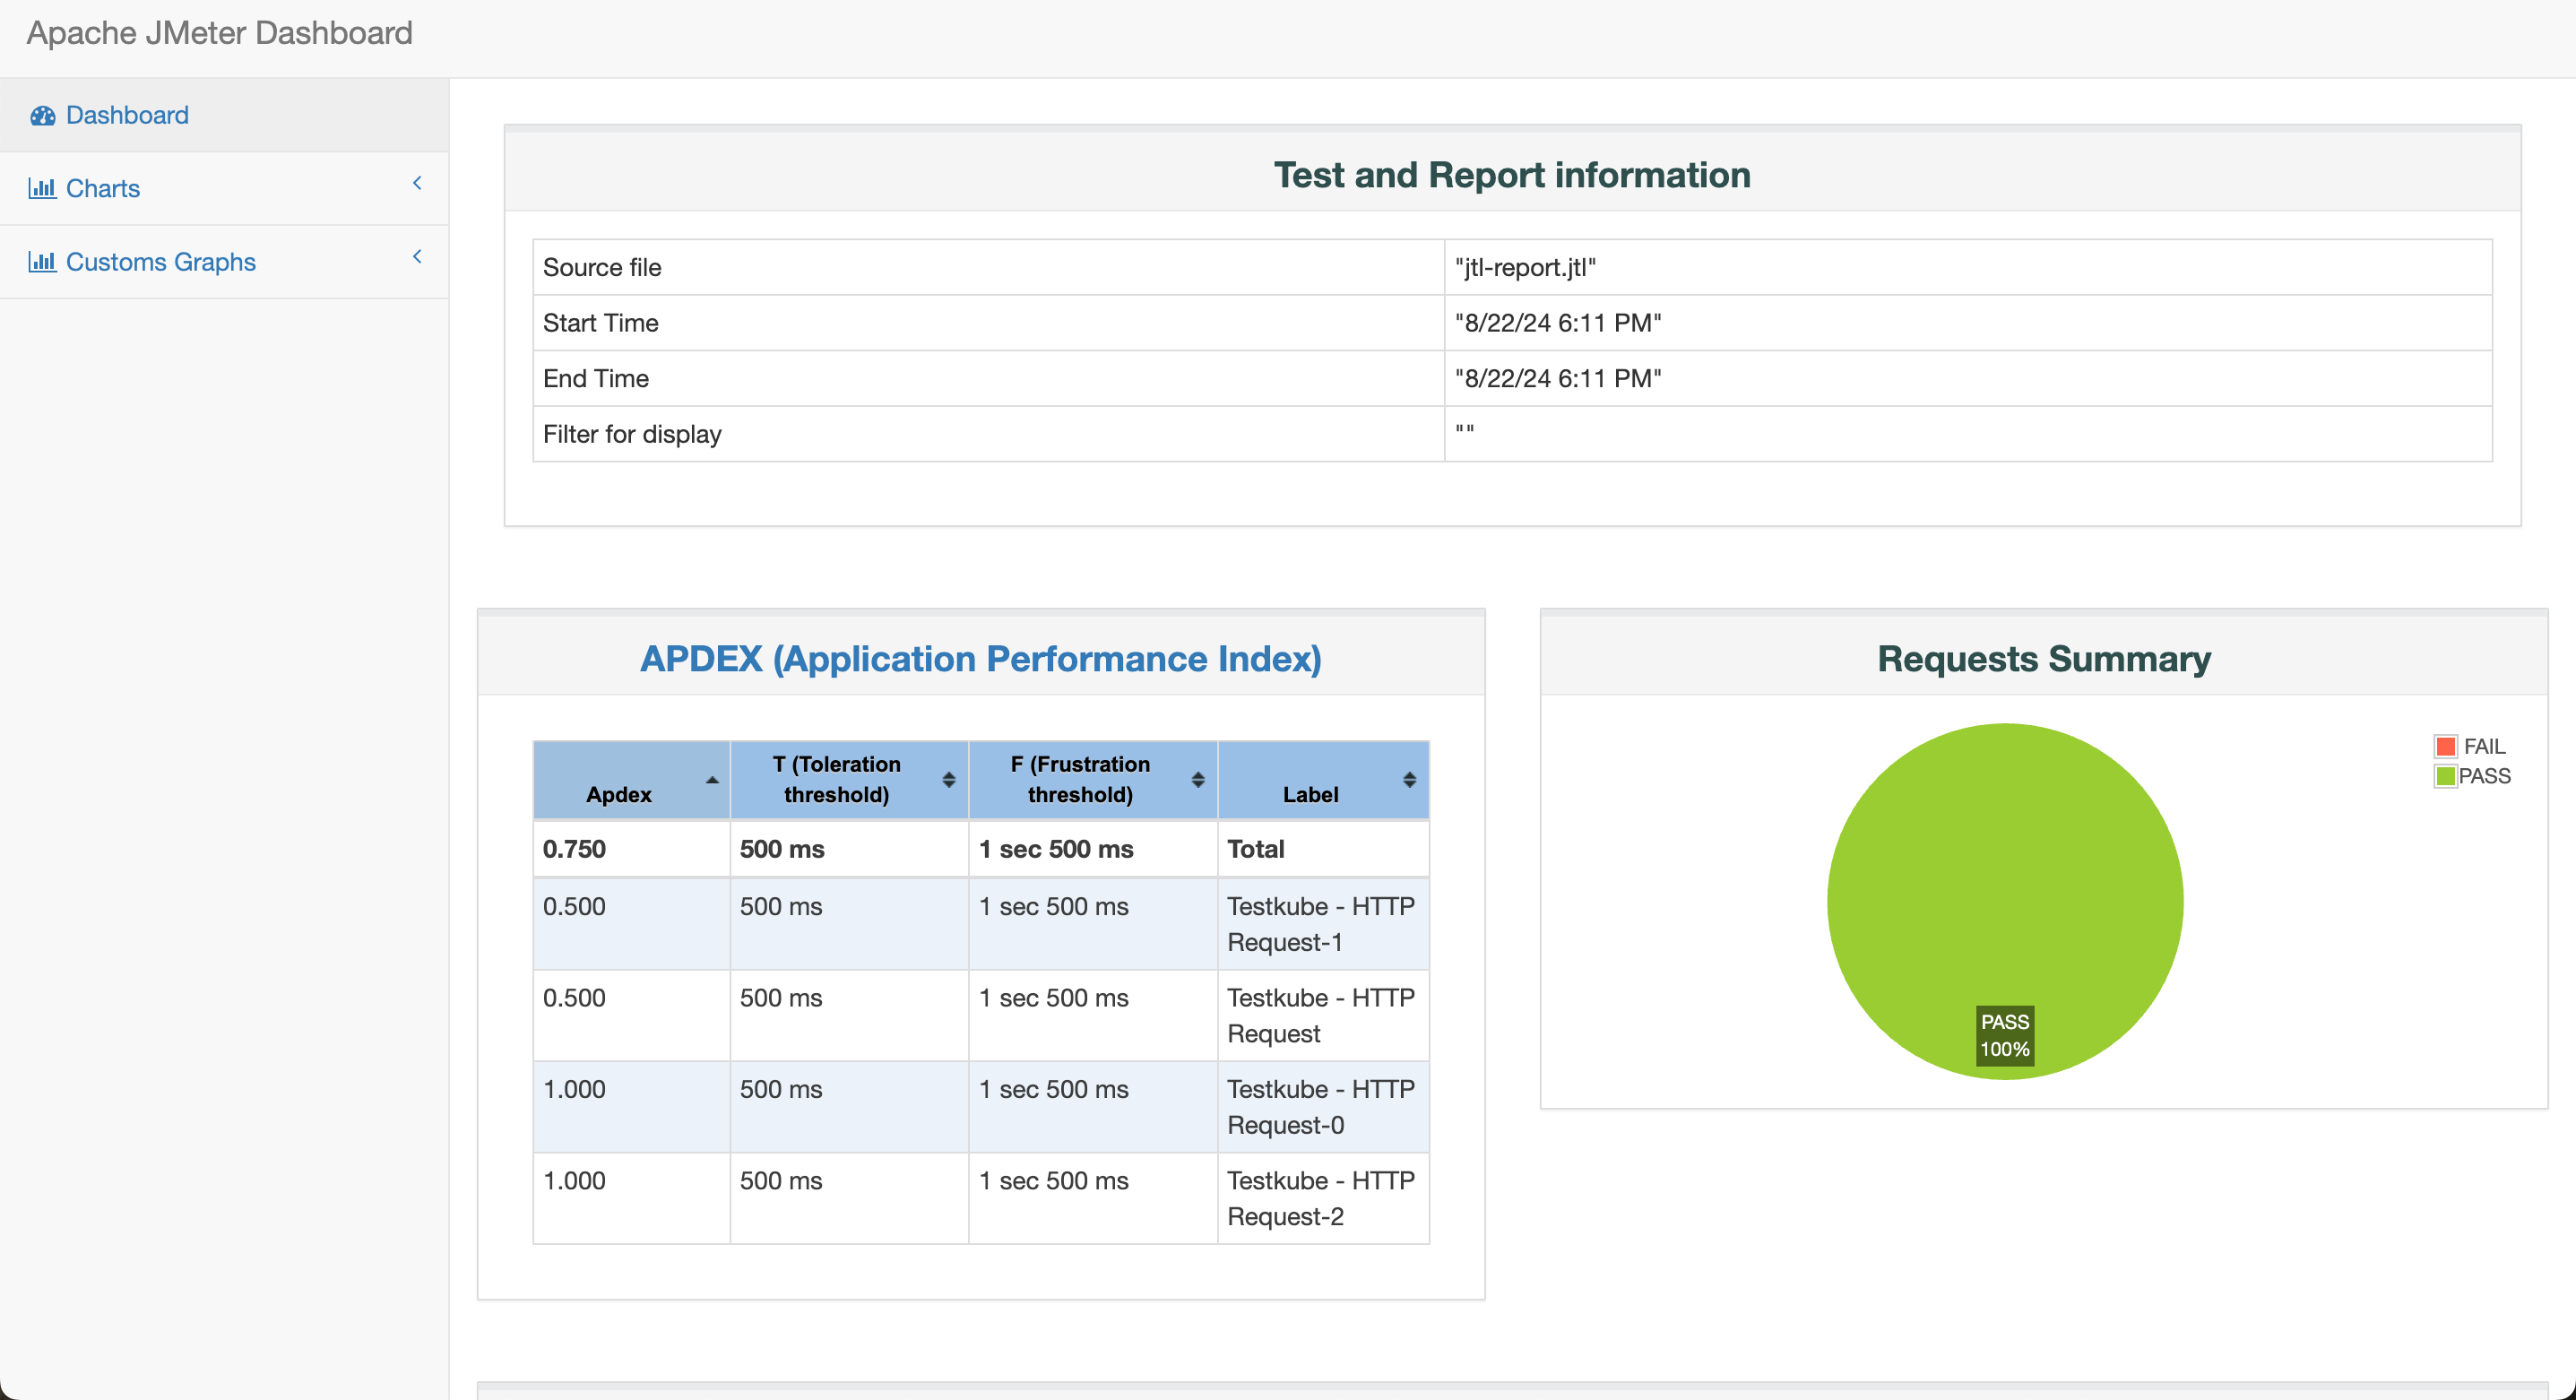 Apache JMeter Dashboard
Dashboard
Charts
Customs Graphs
Test and Report information
Source file "jtl-report.jtl"
Start Time "8/22/24 6:11 PM"
End Time "8/22/24 6:11 PM"
Filter for display ""
APDEX (Application Performance Index)
Apdex T (Toleration threshold) F (Frustration threshold) Label
0.750 500 ms 1 sec 500 ms Total
0.500 500 ms 1 sec 500 ms Testkube - HTTP
Request-1
0.500 500 ms 1 sec 500 ms Testkube - HTTP
Request
1.000 500 ms 1 sec 500 ms Testkube - HTTP
Request-0
1.000 500 ms 1 sec 500 ms Testkube - HTTP
Request-2
Requests Summary
FAIL
PASS
PASS
100%